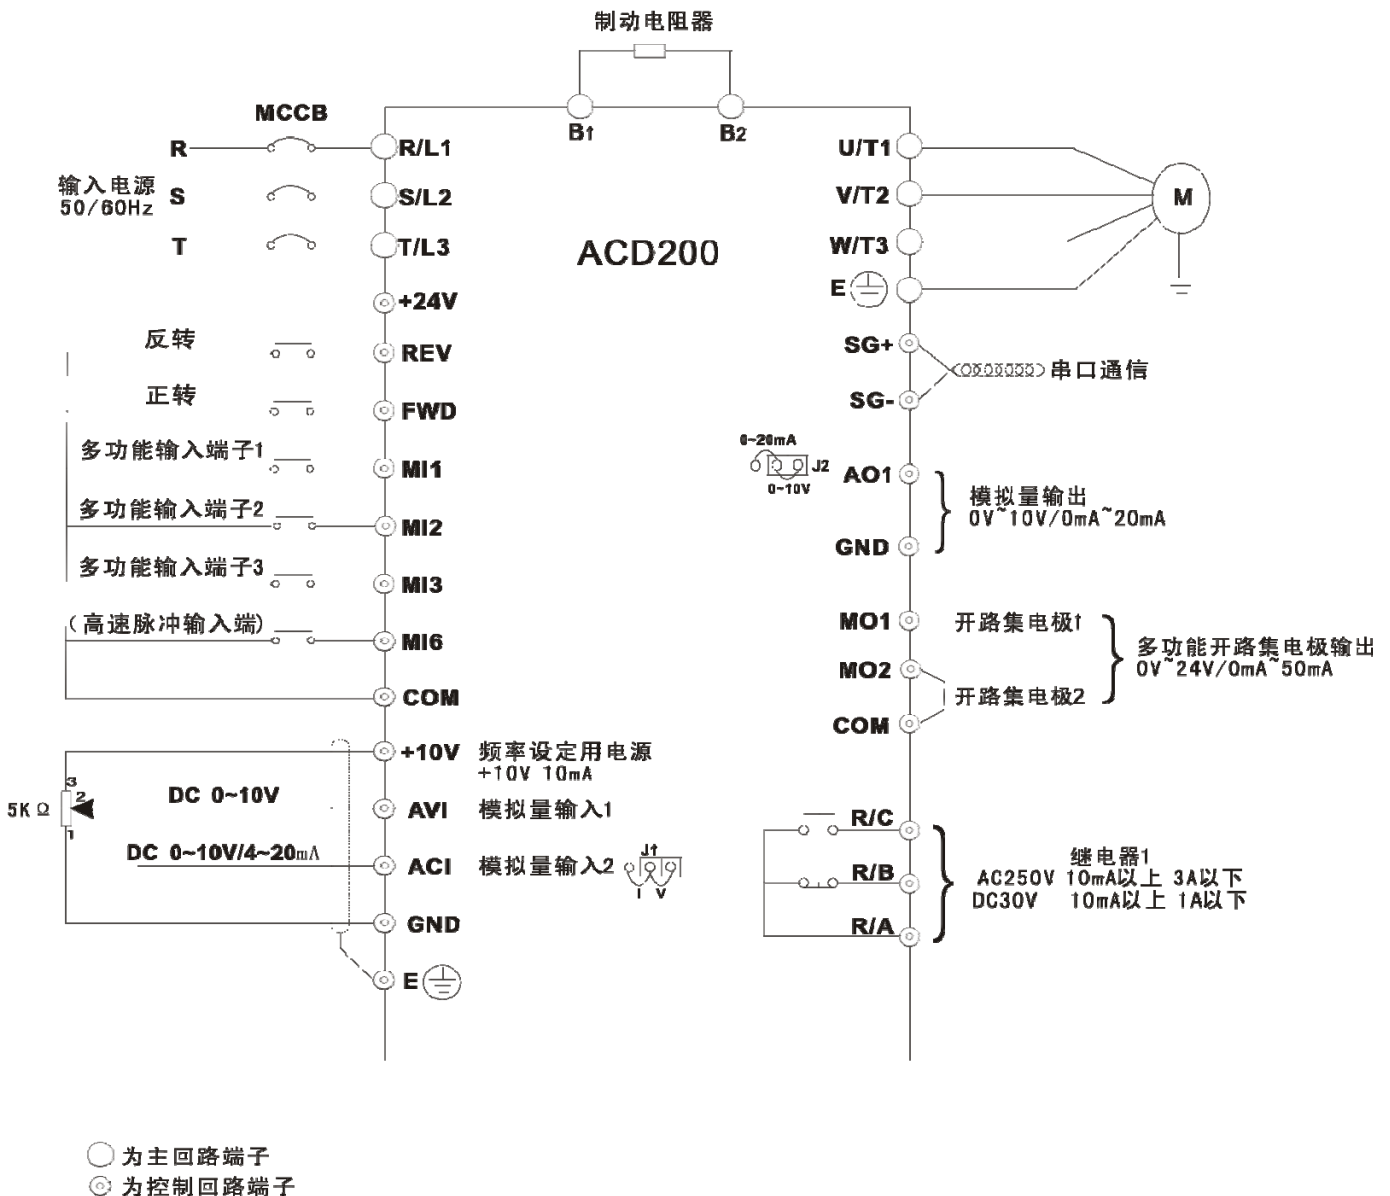 制动电阻器
B1
B2
MCCB
R
R/L1
输入电源
50/60Hz
S
S/L2
T
T/L3
ACD200
U/T1
V/T2
W/T3
E
M
+24V
反转
REV
正转
FWD
多功能输入端子1
MI1
多功能输入端子2
MI2
多功能输入端子3
MI3
(高速脉冲输入端)
MI6
COM
+10V
频率设定用电源
+10V 10mA
3
2
1
5KΩ
DC 0~10V
AVI
模拟量输入1
DC 0~10V/4~20mA
ACI
模拟量输入2
J1
I V
GND
E
SG+
SG-
串口通信
0~20mA
J2
0~10V
AO1
GND
模拟量输出
0V~10V/0mA~20mA
MO1
开路集电极1
MO2
开路集电极2
COM
多功能开路集电极输出
0V~24V/0mA~50mA
R/C
R/B
R/A
继电器1
AC250V 10mA以上 3A以下
DC30V 10mA以上 1A以下
为主回路端子
为控制回路端子